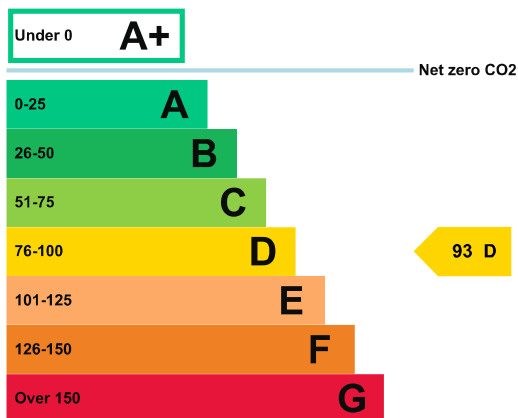 Under 0 A+
Net zero CO2
0-25 A
26-50 B
51-75 C
76-100 D 93 D
101-125 E
126-150 F
Over 150 G